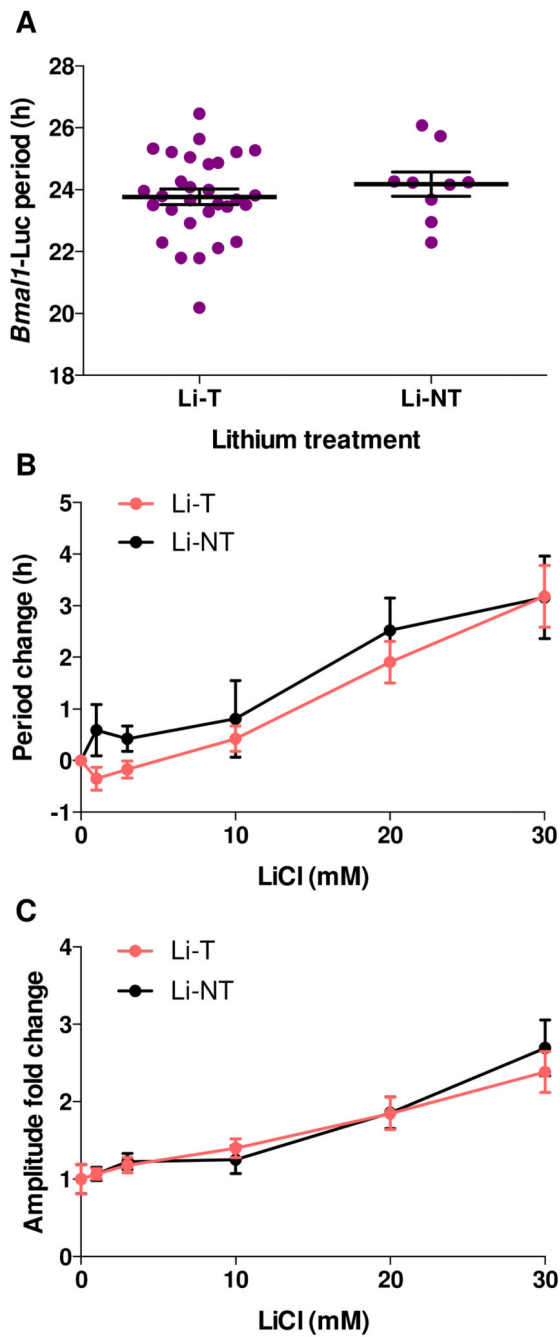 A
28
26
24
22
20
18
Bmal1-Luc period (h)
Li-T
Li-NT
Lithium treatment
B
Li-T
Li-NT
5
4
3
2
1
0
-1
Period change (h)
0
10
20
30
LiCl (mM)
C
Li-T
Li-NT
4
3
2
1
0
Amplitude fold change
0
10
20
30
LiCl (mM)